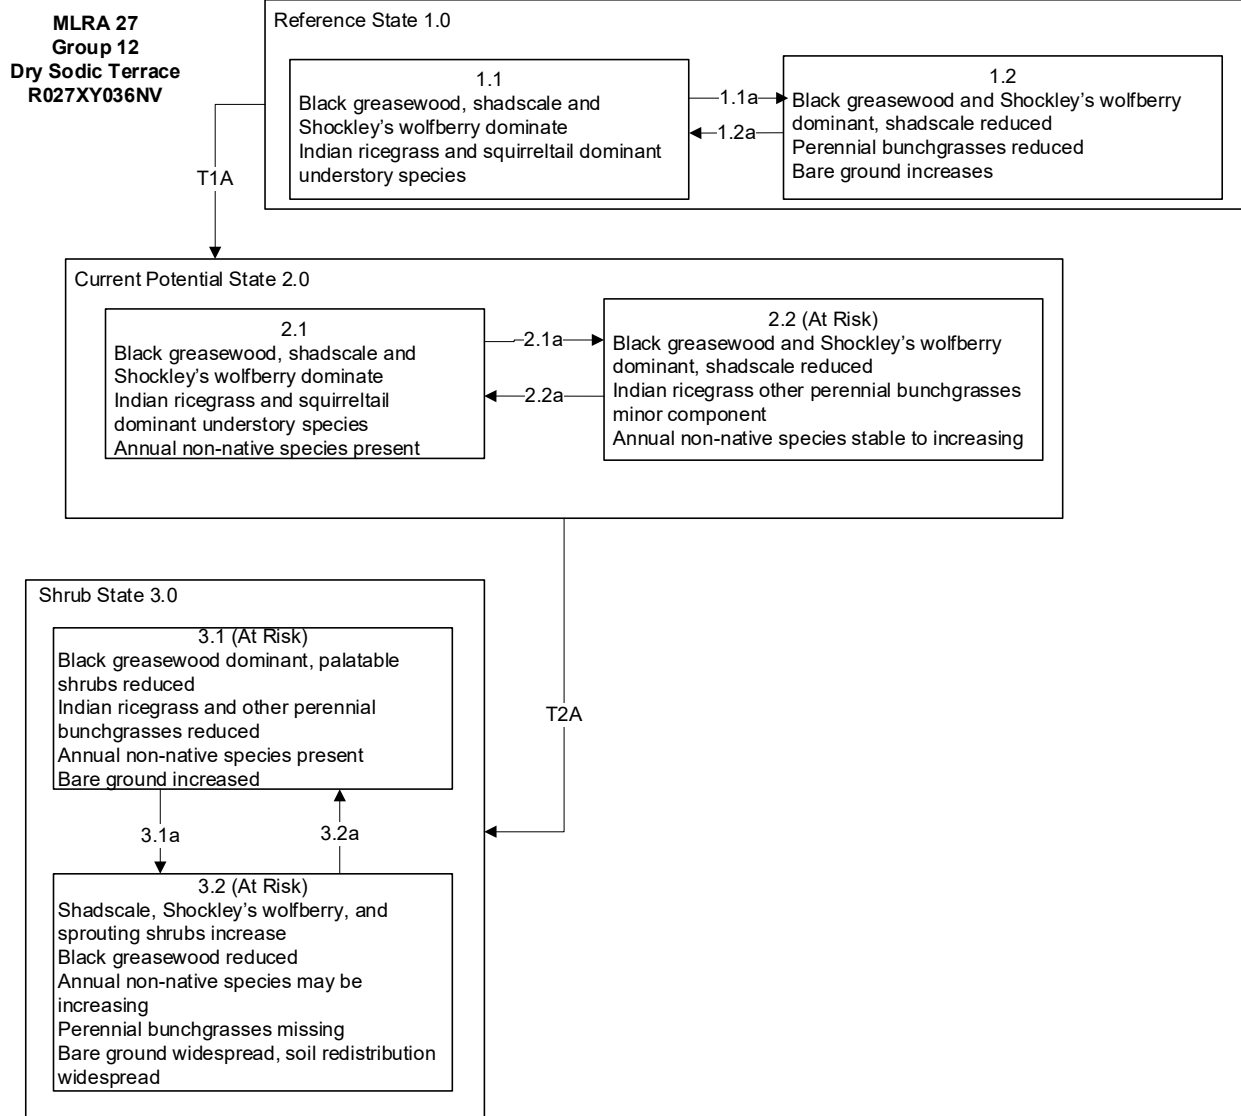 MLRA 27
Group 12
Dry Sodic Terrace
R027XY036NV
Reference State 1.0
1.1
Black greasewood, shadscale and
Shockley's wolfberry dominate
Indian ricegrass and squirreltail dominant
understory species
1.1a
1.2a
1.2
Black greasewood and Shockley's wolfberry
dominant, shadscale reduced
Perennial bunchgrasses reduced
Bare ground increases
T1A
Current Potential State 2.0
2.1
Black greasewood, shadscale and
Shockley's wolfberry dominate
Indian ricegrass and squirreltail
dominant understory species
Annual non-native species present
2.1a
2.2a
2.2 (At Risk)
Black greasewood and Shockley's wolfberry
dominant, shadscale reduced
Indian ricegrass other perennial bunchgrasses
minor component
Annual non-native species stable to increasing
T2A
Shrub State 3.0
3.1 (At Risk)
Black greasewood dominant, palatable
shrubs reduced
Indian ricegrass and other perennial
bunchgrasses reduced
Annual non-native species present
Bare ground increased
3.1a
3.2a
3.2 (At Risk)
Shadscale, Shockley's wolfberry, and
sprouting shrubs increase
Black greasewood reduced
Annual non-native species may be
increasing
Perennial bunchgrasses missing
Bare ground widespread, soil redistribution
widespread